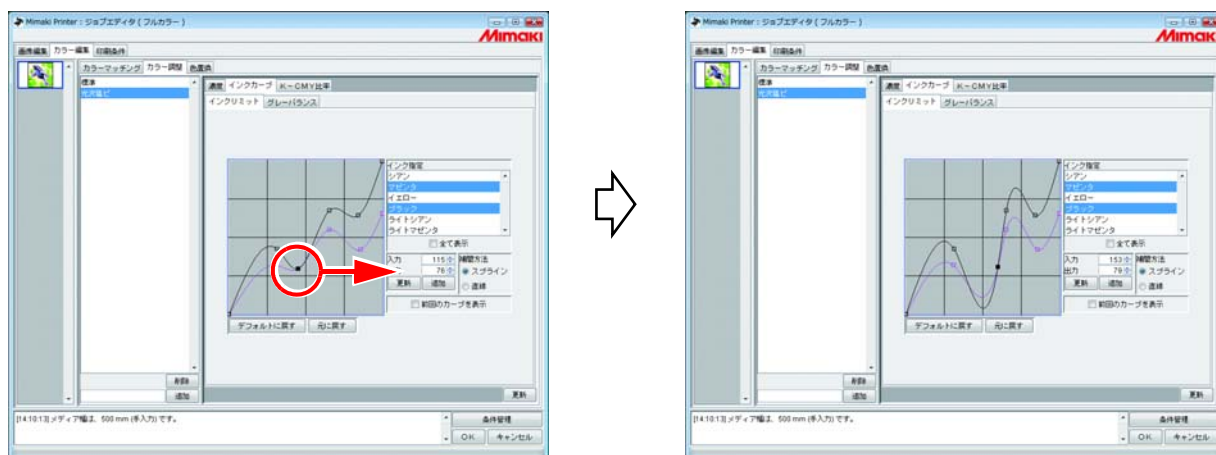 Mimaki Printer : ジョブエディタ ( フルカラー )
Mimaki
画像編集 カラー編集 印刷条件
カラーマッチング カラー調整 色置換
標準
濃度 インクカーブ K-CMY比率
インクリミット グレーバランス
インク指定
シアン
マゼンタ
イエロー
ブラック
ライトシアン
ライトマゼンタ
全て表示
入力 115 補間方法
76 スプライン
更新 追加 直線
前回のカーブを表示
デフォルトに戻す 元に戻す
削除
追加
更新
[14:10:13] メディア幅は、500 mm (手入力) です。
条件管理
OK キャンセル
Mimaki Printer : ジョブエディタ ( フルカラー )
Mimaki
画像編集 カラー編集 印刷条件
カラーマッチング カラー調整 色置換
標準
濃度 インクカーブ K-CMY比率
インクリミット グレーバランス
インク指定
シアン
マゼンタ
イエロー
ブラック
ライトシアン
ライトマゼンタ
全て表示
入力 153 補間方法
出力 79 スプライン
更新 追加 直線
前回のカーブを表示
デフォルトに戻す 元に戻す
削除
追加
更新
[14:10:13] メディア幅は、500 mm (手入力) です。
条件管理
OK キャンセル